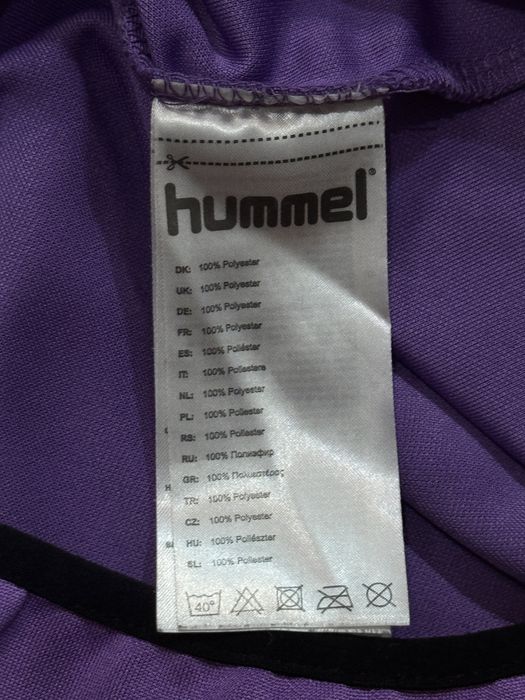 hummel®
DK: 100% Polyester
UK: 100% Polyester
DE: 100% Polyester
FR: 100% Polyester
ES: 100% Poliéster
IT: 100% Poliestere
NL: 100% Polyester
PL: 100% Poliester
RS: 100% Poliester
RU: 100% Полиэфир
GR: 100% Πολυεστέρας
TR: 100% Polyester
CZ: 100% Polyester
HU: 100% Poliészter
SL: 100% Poliester
40°